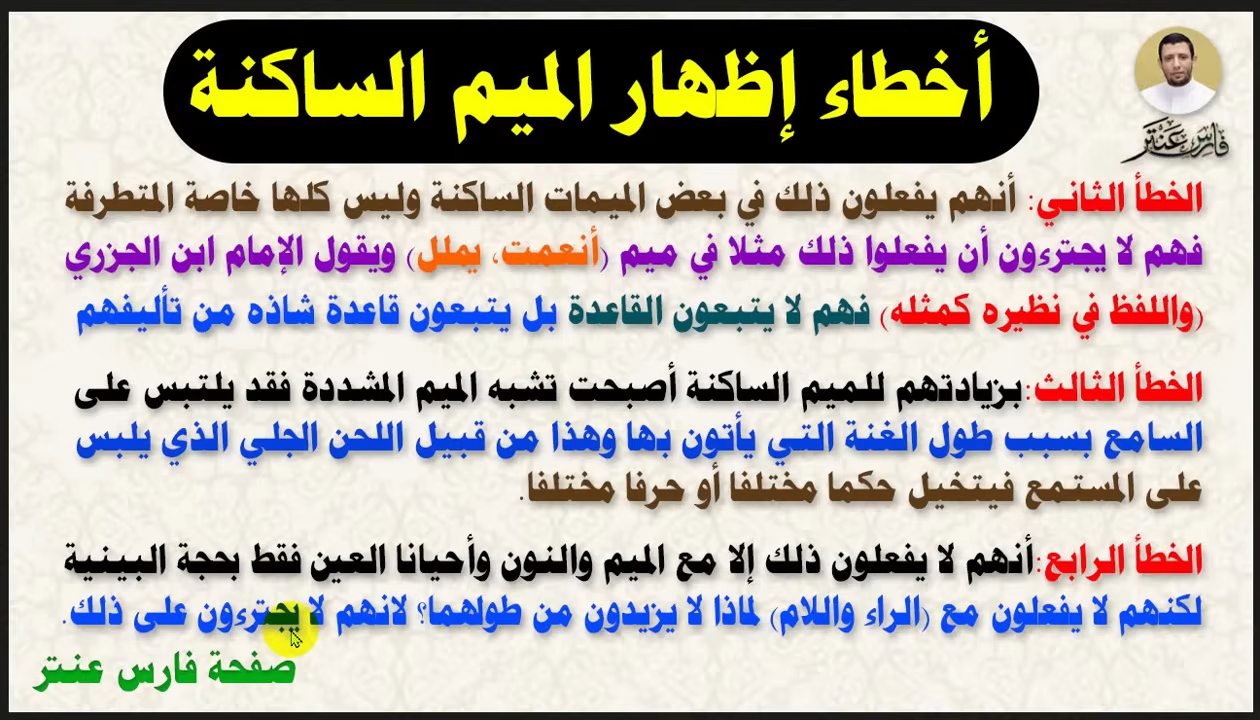 أخطاء إظهار الميم الساكنة
فارس عنتر
الخطأ الثاني: أنهم يفعلون ذلك في بعض الميمات الساكنة وليس كلها خاصة المتطرفة
فهم لا يجترءون أن يفعلوا ذلك مثلا في ميم (أنعمت، يملل) ويقول الإمام ابن الجزري
(واللفظ في نظيره كمثله) فهم لا يتبعون القاعدة بل يتبعون قاعدة شاذه من تأليفهم
الخطأ الثالث:بزيادتهم للميم الساكنة أصبحت تشبه الميم المشددة فقد يلتبس على
السامع بسبب طول الغنة التي يأتون بها وهذا من قبيل اللحن الجلي الذي يلبس
على المستمع فيتخيل حكما مختلفا أو حرفا مختلفا.
الخطأ الرابع:أنهم لا يفعلون ذلك إلا مع الميم والنون وأحيانا العين فقط بحجة البينية
لكنهم لا يفعلون مع (الراء واللام) لماذا لا يزيدون من طولهما؟ لانهم لا يجترءون على ذلك.
صفحة فارس عنتر